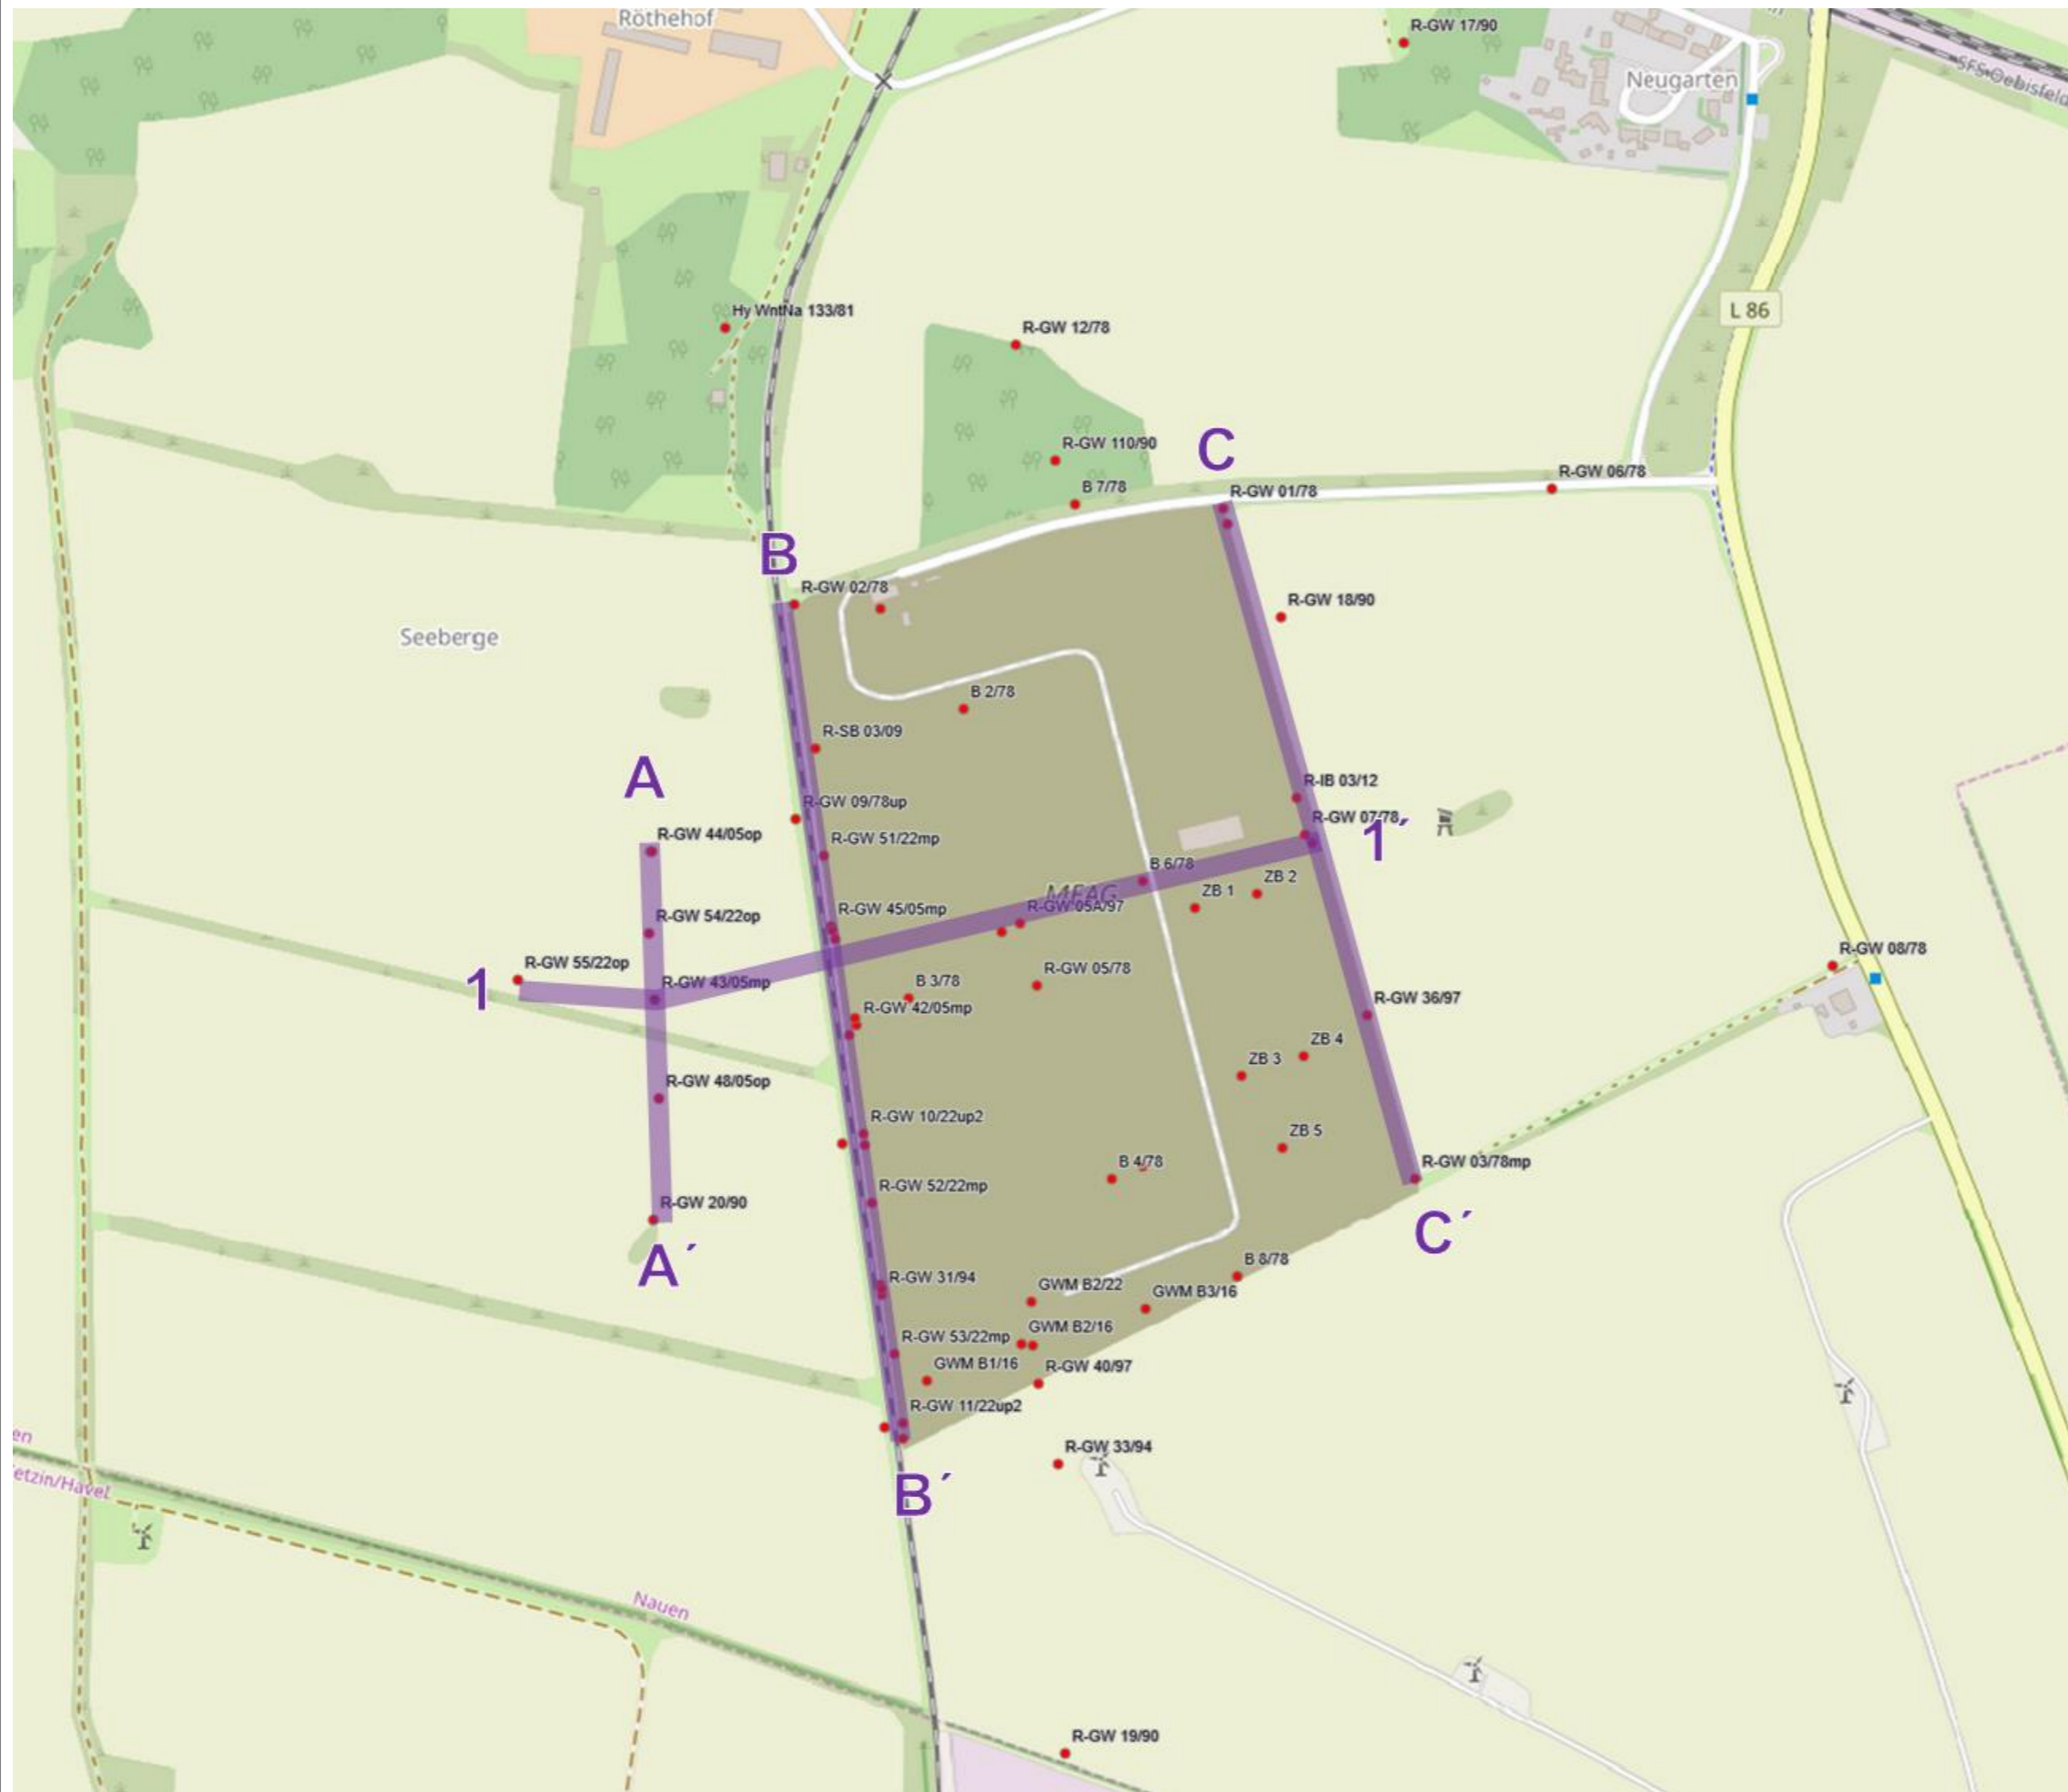 Röthehof
R-GW 17/90
Neugarten
SFS Oebisfeld
L 86
Hy WntNa 133/81
R-GW 12/78
R-GW 110/90
C
R-GW 06/78
B 7/78
R-GW 01/78
B
R-GW 02/78
R-GW 18/90
Seeberge
B 2/78
R-SB 03/09
A
R-IB 03/12
R-GW 09/78up
R-GW 07/78
1´
R-GW 44/05op
R-GW 51/22mp
B 6/78
ZB 2
MEAG
ZB 1
R-GW 45/05mp
R-GW 05A/97
R-GW 54/22op
R-GW 08/78
R-GW 55/22op
R-GW 05/78
1
R-GW 43/05mp
B 3/78
R-GW 36/97
R-GW 42/05mp
ZB 4
ZB 3
R-GW 48/05op
R-GW 10/22up2
ZB 5
B 4/78
R-GW 03/78mp
R-GW 52/22mp
R-GW 20/90
C´
A´
B 8/78
R-GW 31/94
GWM B2/22
GWM B3/16
GWM B2/16
R-GW 53/22mp
GWM B1/16
R-GW 40/97
R-GW 11/22up2
en
R-GW 33/94
etzin/Havel
B´
Nauen
R-GW 19/90